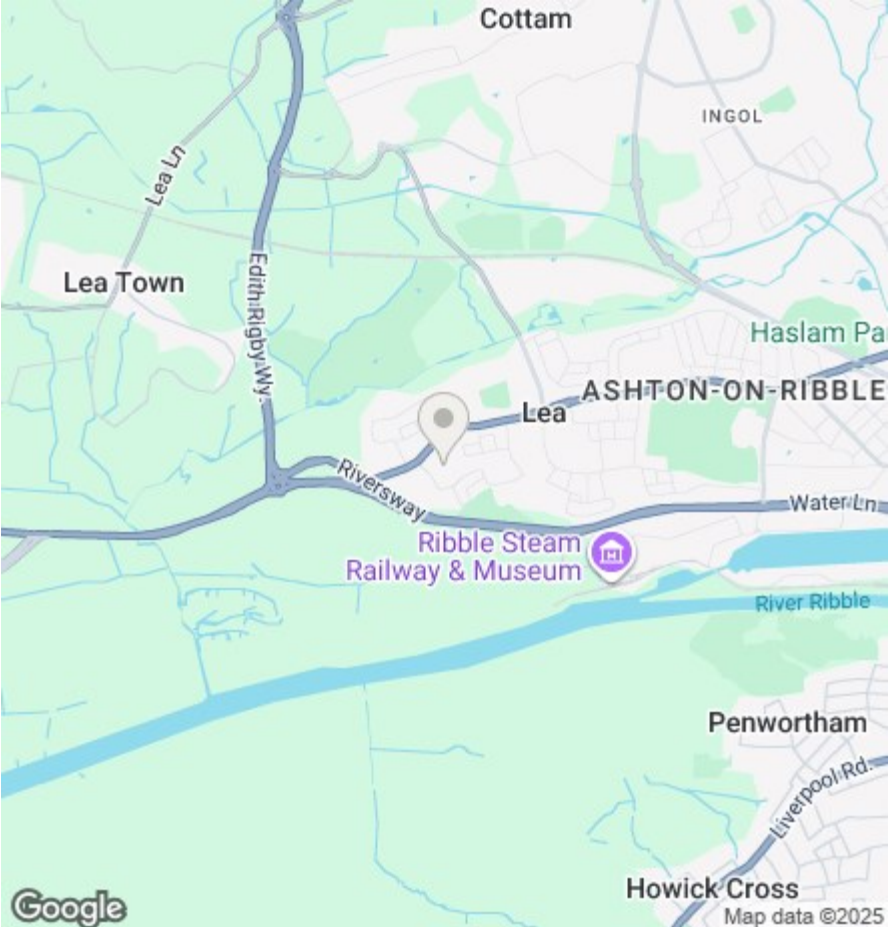 Cottam
INGOL
Lea Ln
Lea Town
Edith Rigby Wy.
Haslam Pa
ASHTON-ON-RIBBLE
Lea
Riversway
Water Ln
Ribble Steam
Railway & Museum
River Ribble
Penwortham
Liverpool Rd.
Howick Cross
Google
Map data ©2025